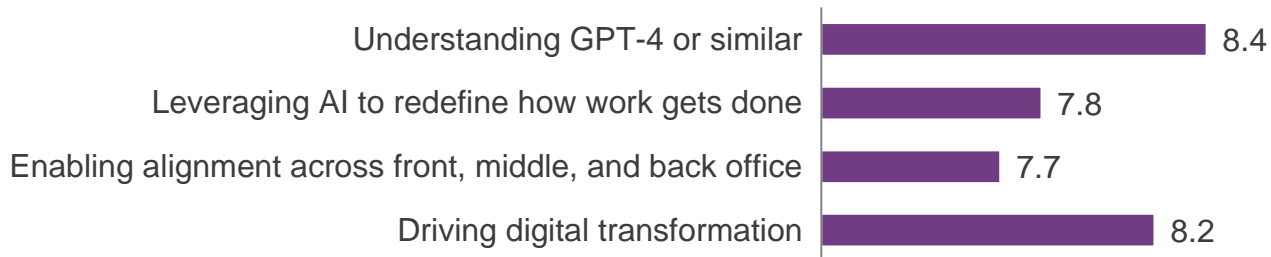 Understanding GPT-4 or similar 8.4
Leveraging AI to redefine how work gets done 7.8
Enabling alignment across front, middle, and back office 7.7
Driving digital transformation 8.2